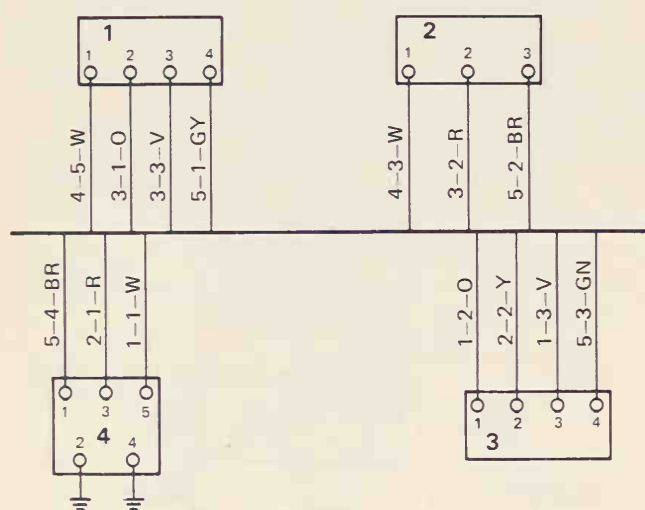 1
1 2 3 4
2
1 2 3
4–5–W
3–1–O
3–3–V
5–1–GY
4–3–W
3–2–R
5–2–BR
5–4–BR
2–1–R
1–1–W
1–2–O
2–2–Y
1–3–V
5–3–GN
1 3 5
4
2 4
1 2 3 4
3